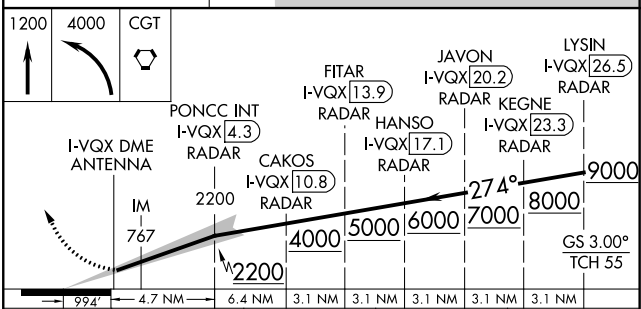 1200 4000 CGT
LYSIN
I-VQX 26.5
RADAR
JAVON
I-VQX 20.2
RADAR
FITAR
I-VQX 13.9
RADAR
KEGNE
I-VQX 23.3
RADAR
PONCC INT
I-VQX 4.3
RADAR
HANSO
I-VQX 17.1
RADAR
I-VQX DME
ANTENNA
CAKOS
I-VQX 10.8
RADAR
IM
767
2200
2200
4000
5000
6000
7000
8000
9000
274°
GS 3.00°
TCH 55
994' 4.7 NM 6.4 NM 3.1 NM 3.1 NM 3.1 NM 3.1 NM 3.1 NM